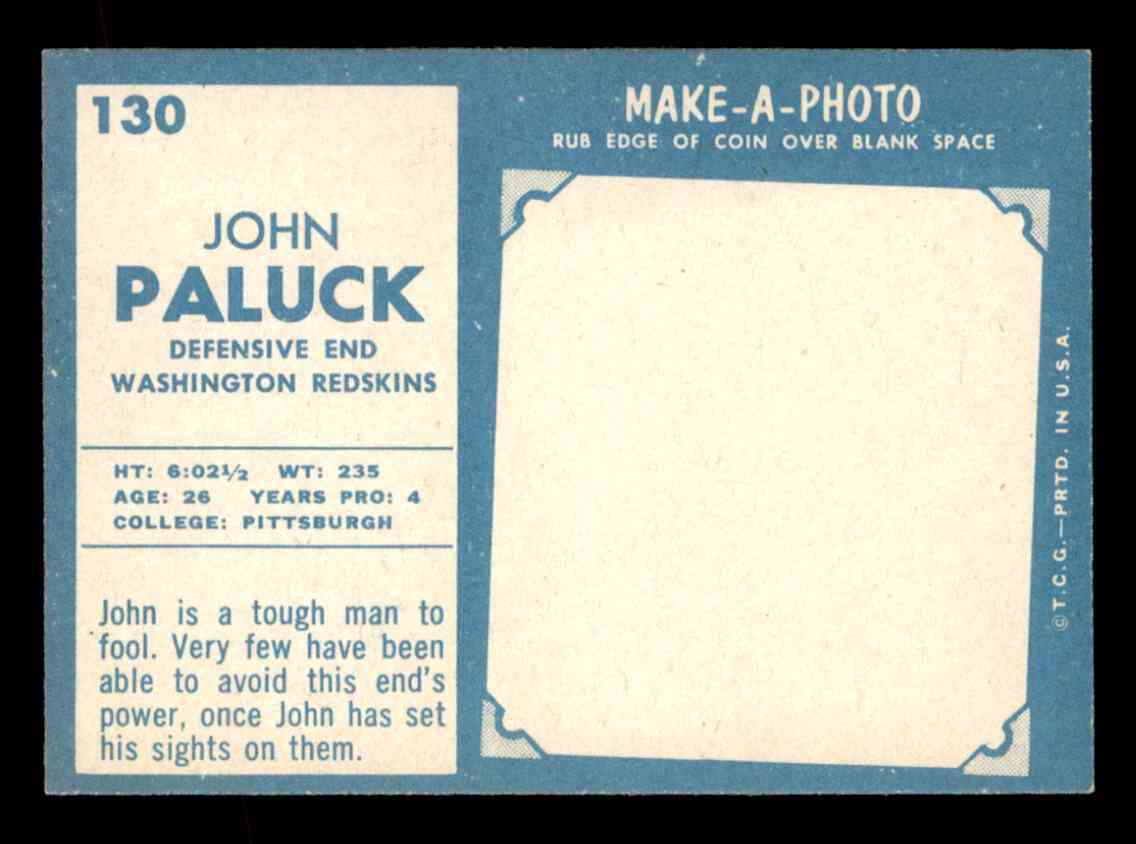 130
JOHN
PALUCK
DEFENSIVE END
WASHINGTON REDSKINS
HT: 6:02½ WT: 235
AGE: 26 YEARS PRO: 4
COLLEGE: PITTSBURGH
John is a tough man to
fool. Very few have been
able to avoid this end's
power, once John has set
his sights on them.
MAKE-A-PHOTO
RUB EDGE OF COIN OVER BLANK SPACE
©T.C.G.—PRTD. IN U.S.A.